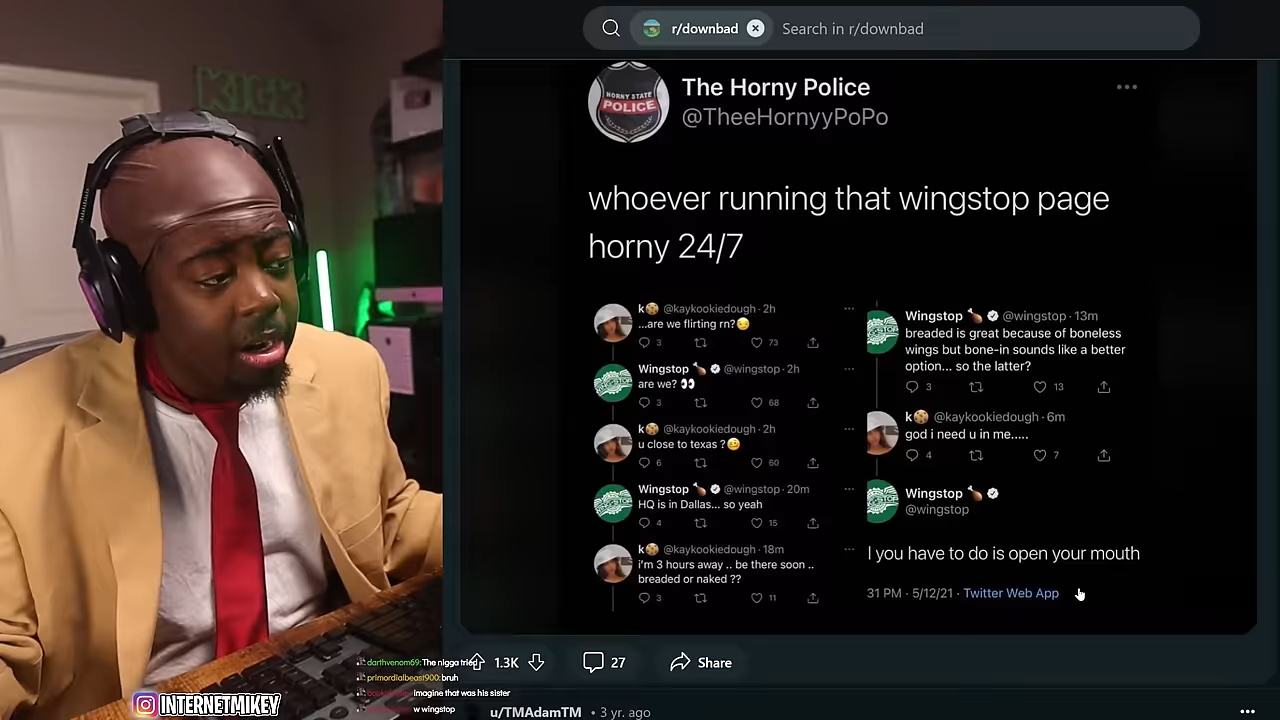 r/downbad
Search in r/downbad
KICK
HORNY STATE
POLICE
The Horny Police
@TheeHornyyPoPo
whoever running that wingstop page
horny 24/7
k @kaykookiedough · 2h
...are we flirting rn?😏
3 73
Wingstop 🍗 @wingstop · 2h
are we? 👀
3 68
k @kaykookiedough · 2h
u close to texas ?🥴
6 60
Wingstop 🍗 @wingstop · 20m
HQ is in Dallas... so yeah
4 15
k @kaykookiedough · 18m
i'm 3 hours away .. be there soon ..
breaded or naked ??
3 11
Wingstop 🍗 @wingstop · 13m
breaded is great because of boneless
wings but bone-in sounds like a better
option... so the latter?
3 13
k @kaykookiedough · 6m
god i need u in me.....
4 7
Wingstop 🍗
@wingstop
l you have to do is open your mouth
31 PM · 5/12/21 · Twitter Web App
1.3K 27 Share
u/TMAdamTM • 3 yr. ago
darthvenom69: The nigga tried
primordialbeast900: bruh
imagine that was his sister
w wingstop
INTERNETMIKEY